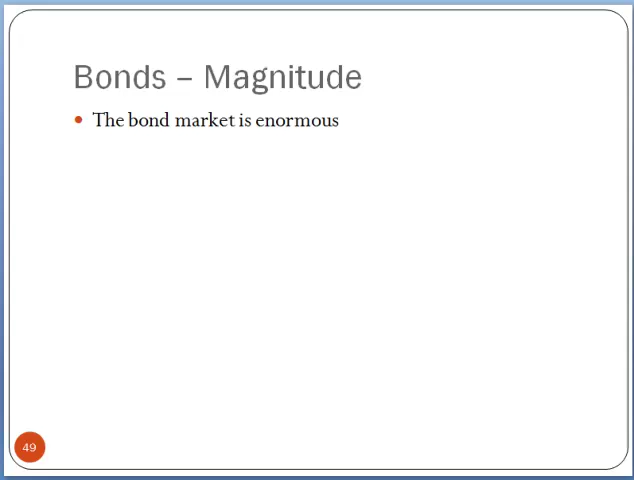 Bonds – Magnitude
• The bond market is enormous
49